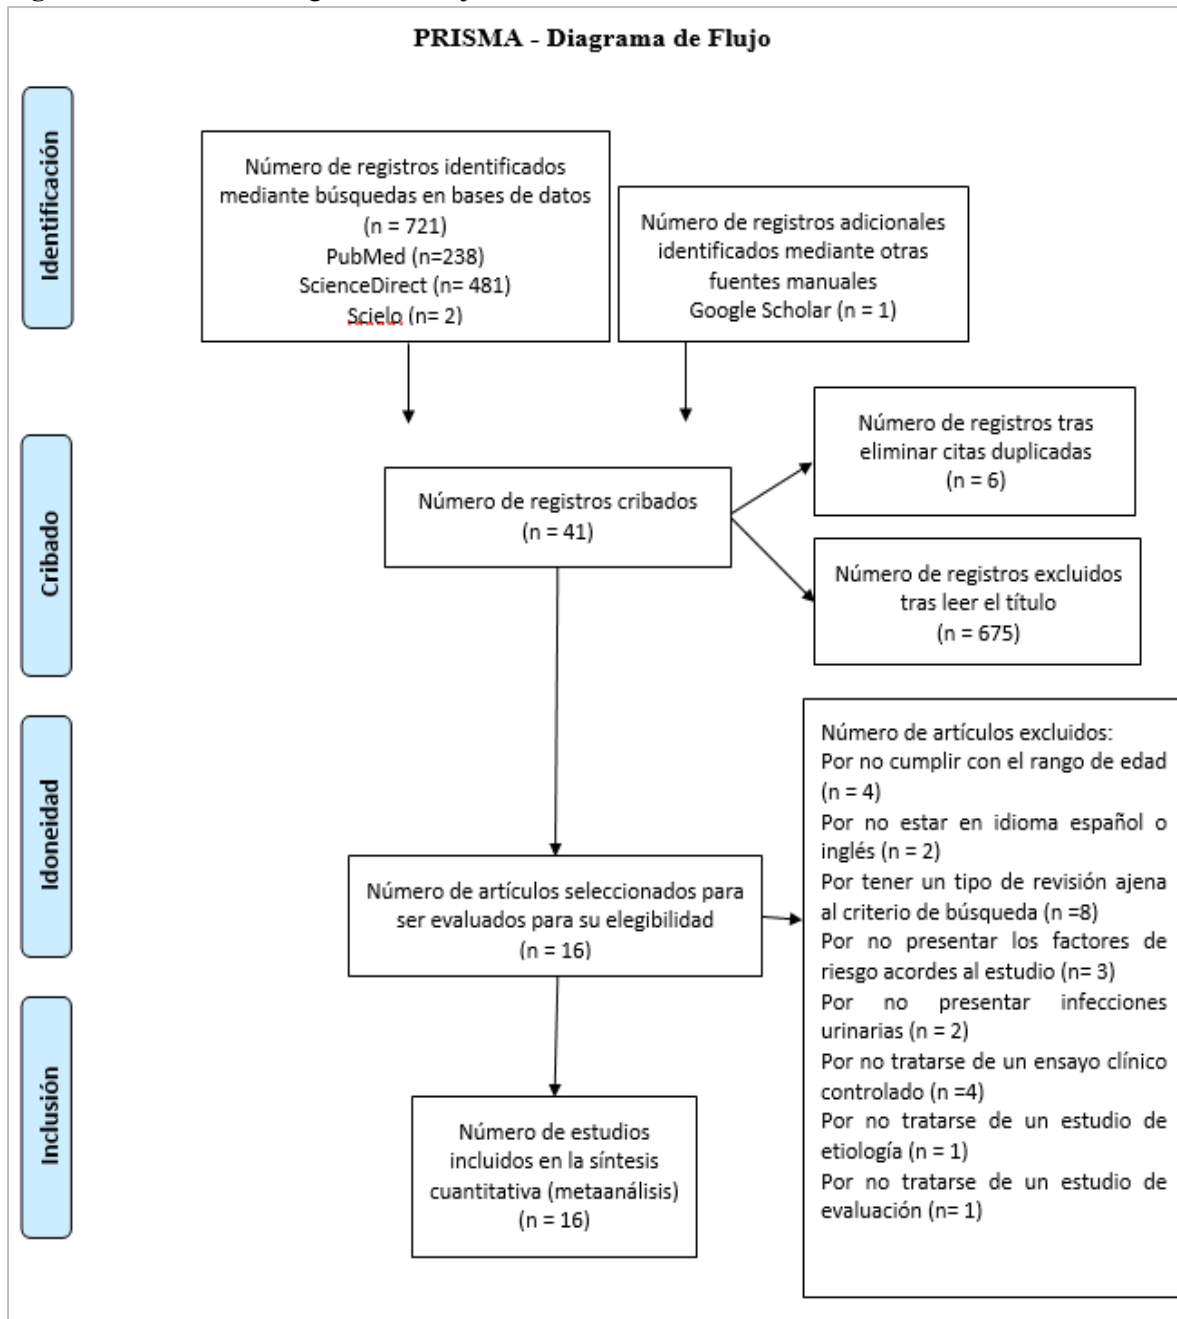 PRISMA - Diagrama de Flujo
Identificación
Número de registros identificados
mediante búsquedas en bases de datos
(n = 721)
PubMed (n=238)
ScienceDirect (n= 481)
Scielo (n= 2)
Número de registros adicionales
identificados mediante otras
fuentes manuales
Google Scholar (n = 1)
Cribado
Número de registros cribados
(n = 41)
Número de registros tras
eliminar citas duplicadas
(n = 6)
Número de registros excluidos
tras leer el título
(n = 675)
Idoneidad
Número de artículos seleccionados para
ser evaluados para su elegibilidad
(n = 16)
Número de artículos excluidos:
Por no cumplir con el rango de edad
(n = 4)
Por no estar en idioma español o
inglés (n = 2)
Por tener un tipo de revisión ajena
al criterio de búsqueda (n =8)
Por no presentar los factores de
riesgo acordes al estudio (n= 3)
Por no presentar infecciones
urinarias (n = 2)
Por no tratarse de un ensayo clínico
controlado (n =4)
Por no tratarse de un estudio de
etiología (n = 1)
Por no tratarse de un estudio de
evaluación (n= 1)
Inclusión
Número de estudios
incluidos en la síntesis
cuantitativa (metaanálisis)
(n = 16)